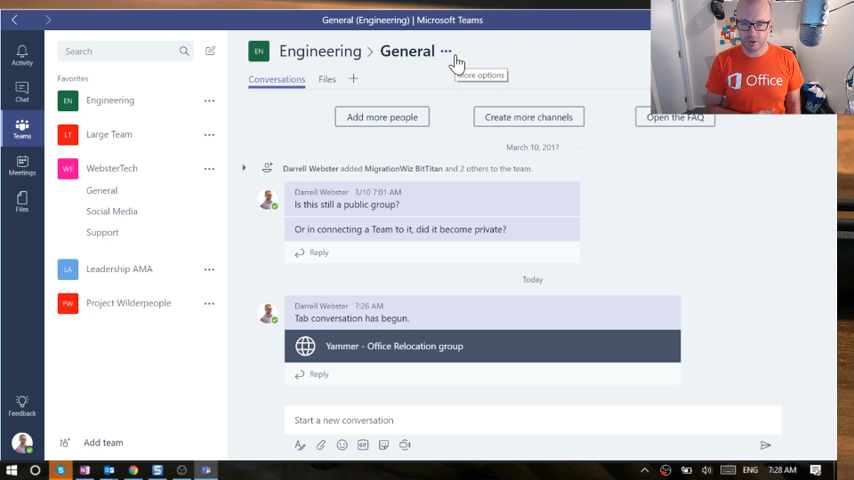 General (Engineering) | Microsoft Teams
Activity
Chat
Teams
Meetings
Files
Feedback
Search
Favorites
EN Engineering
LT Large Team
WE WebsterTech
General
Social Media
Support
LA Leadership AMA
PW Project Wilderpeople
Add team
EN Engineering > General
More options
Conversations Files
Add more people Create more channels Open the FAQ
March 10, 2017
Darrell Webster added MigrationWiz BitTitan and 2 others to the team.
Darrell Webster 3/10 7:01 AM
Is this still a public group?
Or in connecting a Team to it, did it become private?
Reply
Today
Darrell Webster 7:26 AM
Tab conversation has begun.
Yammer - Office Relocation group
Reply
Start a new conversation
GIF
Office
ENG 7:28 AM